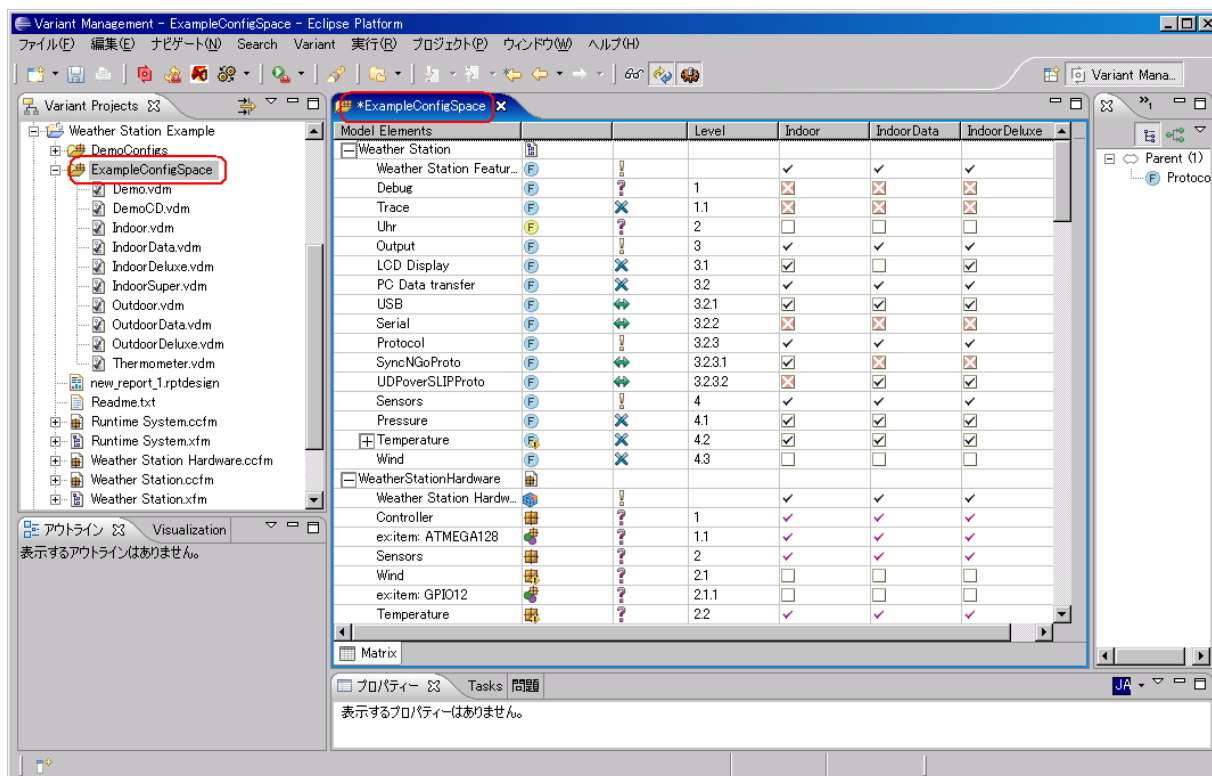 Variant Management - ExampleConfigSpace - Eclipse Platform
ファイル(F) 編集(E) ナビゲート(N) Search Variant 実行(R) プロジェクト(P) ウィンドウ(W) ヘルプ(H)
Variant Mana...
Variant Projects
Weather Station Example
DemoConfigs
ExampleConfigSpace
Demo.vdm
DemoCD.vdm
Indoor.vdm
IndoorData.vdm
IndoorDeluxe.vdm
IndoorSuper.vdm
Outdoor.vdm
OutdoorData.vdm
OutdoorDeluxe.vdm
Thermometer.vdm
new_report_1.rptdesign
Readme.txt
Runtime System.ccfm
Runtime System.xfm
Weather Station Hardware.ccfm
Weather Station.ccfm
Weather Station.xfm
アウトライン Visualization
表示するアウトラインはありません。
*ExampleConfigSpace
Model Elements Level Indoor IndoorData IndoorDeluxe
Weather Station
Weather Station Featur...
Debug 1
Trace 1.1
Uhr 2
Output 3
LCD Display 3.1
PC Data transfer 3.2
USB 3.2.1
Serial 3.2.2
Protocol 3.2.3
SyncNGoProto 3.2.3.1
UDPoverSLIPProto 3.2.3.2
Sensors 4
Pressure 4.1
Temperature 4.2
Wind 4.3
WeatherStationHardware
Weather Station Hardw...
Controller 1
ex:item: ATMEGA128 1.1
Sensors 2
Wind 2.1
ex:item: GPIO12 2.1.1
Temperature 2.2
Matrix
プロパティー Tasks 問題
JA
表示するプロパティーはありません。
Parent (1)
Protoco